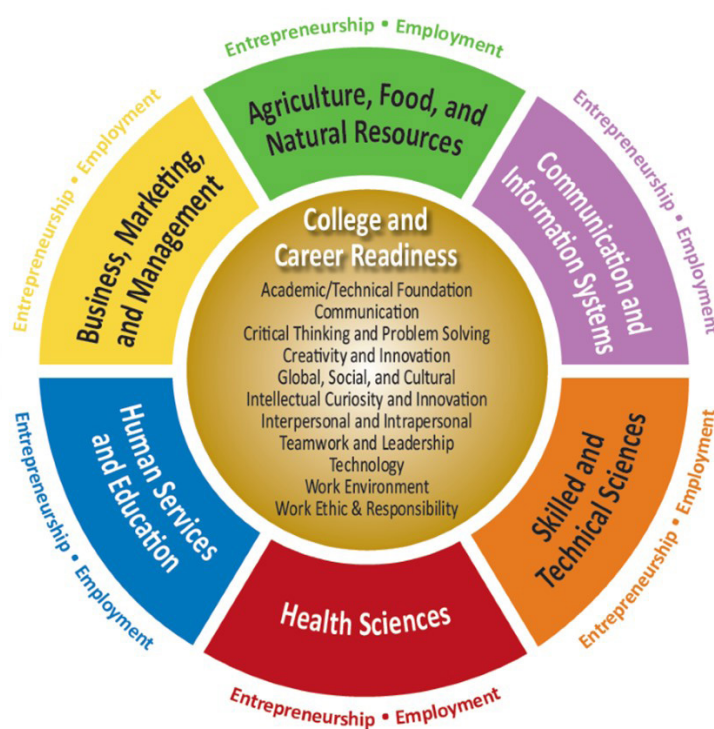 Entrepreneurship • Employment
Agriculture, Food, and
Natural Resources
Entrepreneurship • Employment
Communication and
Information Systems
Entrepreneurship • Employment
Skilled and
Technical Sciences
Entrepreneurship • Employment
Health Sciences
Entrepreneurship • Employment
Human Services
and Education
Entrepreneurship • Employment
Business, Marketing,
and Management
College and
Career Readiness
Academic/Technical Foundation
Communication
Critical Thinking and Problem Solving
Creativity and Innovation
Global, Social, and Cultural
Intellectual Curiosity and Innovation
Interpersonal and Intrapersonal
Teamwork and Leadership
Technology
Work Environment
Work Ethic & Responsibility